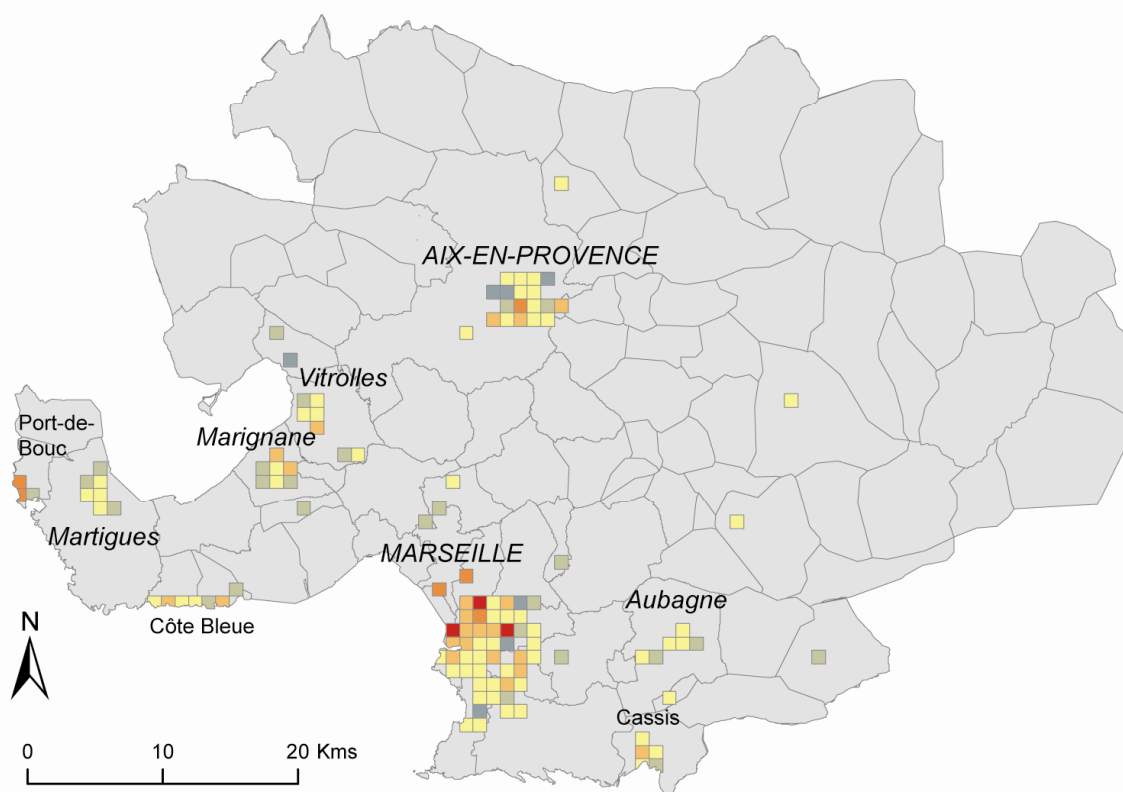 AIX-EN-PROVENCE
Vitrolles
Port-de-
Bouc
Marignane
Martigues
MARSEILLE
Aubagne
Côte Bleue
N
Cassis
0 10 20 Kms